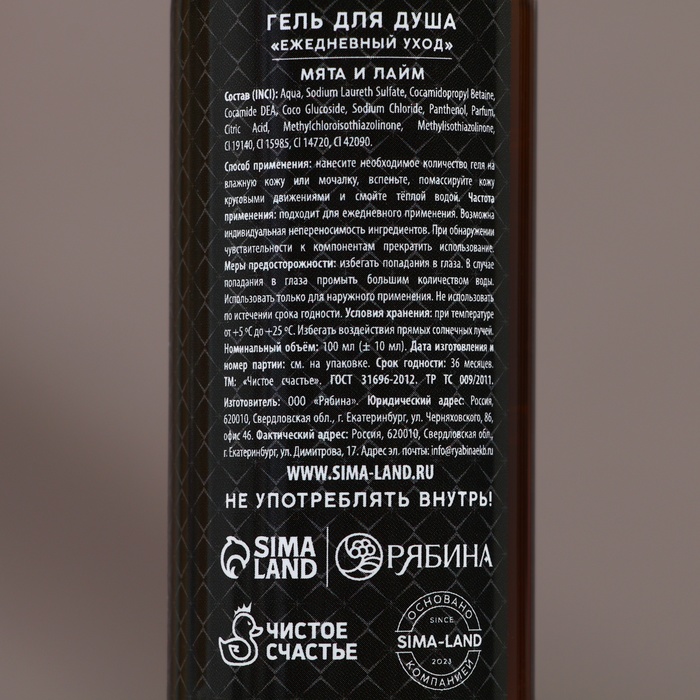 ГЕЛЬ ДЛЯ ДУША
«ЕЖЕДНЕВНЫЙ УХОД»
МЯТА И ЛАЙМ
Состав (INCI): Aqua, Sodium Laureth Sulfate, Cocamidopropyl Betaine,
Cocamide DEA, Coco Glucoside, Sodium Chloride, Panthenol, Parfum,
Citric Acid, Methylchloroisothiazolinone, Methylisothiazolinone,
CI 19140, CI 15985, CI 14720, CI 42090.
Способ применения: нанесите необходимое количество геля на
влажную кожу или мочалку, вспеньте, помассируйте кожу
круговыми движениями и смойте тёплой водой. Частота
применения: подходит для ежедневного применения. Возможна
индивидуальная непереносимость ингредиентов. При обнаружении
чувствительности к компонентам прекратить использование.
Меры предосторожности: избегать попадания в глаза. В случае
попадания в глаза промыть большим количеством воды.
Использовать только для наружного применения. Не использовать
по истечении срока годности. Условия хранения: при температуре
от +5 ºС до +25 ºС. Избегать воздействия прямых солнечных лучей.
Номинальный объём: 100 мл (± 10 мл). Дата изготовления и
номер партии: см. на упаковке. Срок годности: 36 месяцев.
ТМ: «Чистое счастье». ГОСТ 31696-2012. ТР ТС 009/2011.
Изготовитель: ООО «Рябина». Юридический адрес: Россия,
620010, Свердловская обл., г. Екатеринбург, ул. Черняховского, 86,
офис 46. Фактический адрес: Россия, 620010, Свердловская обл.,
г. Екатеринбург, ул. Димитрова, 17. Адрес эл. почты: info@ryabinaekb.ru
WWW.SIMA-LAND.RU
НЕ УПОТРЕБЛЯТЬ ВНУТРЬ!
SIMA LAND
РЯБИНА
ЧИСТОЕ
СЧАСТЬЕ
ОСНОВАНО
SINCE
SIMA-LAND
2023
КОМПАНИЕЙ